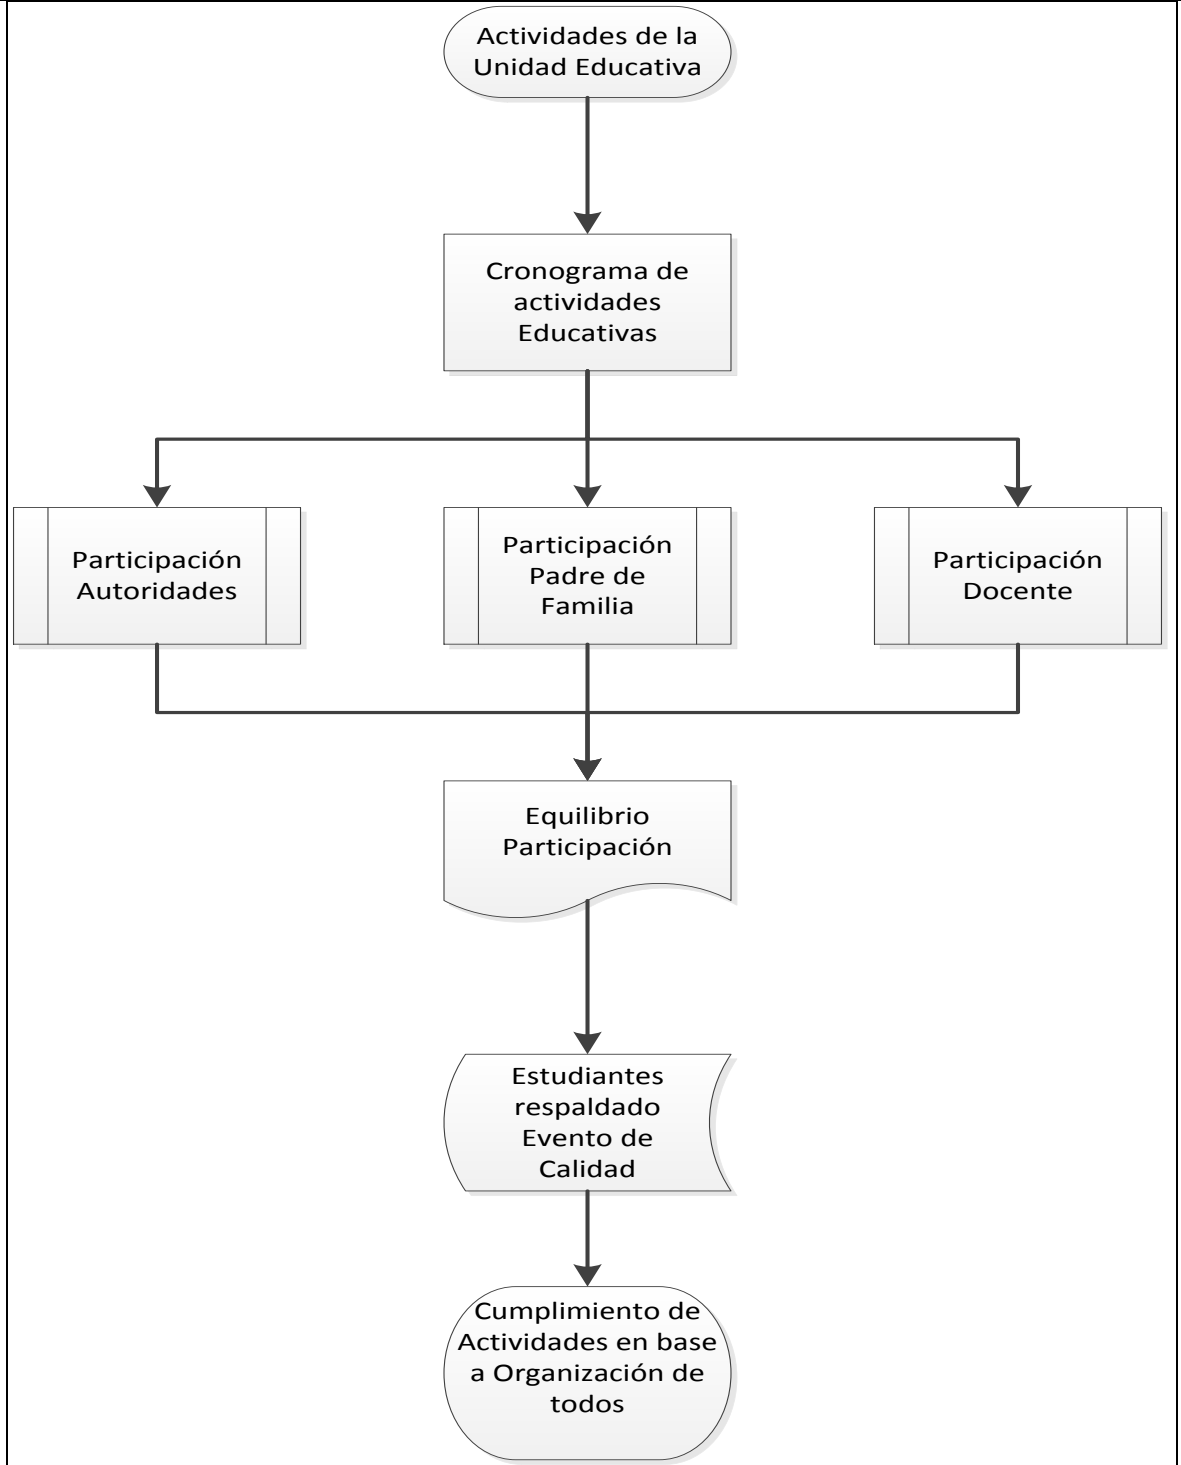 Actividades de la
Unidad Educativa
Cronograma de
actividades
Educativas
Participación
Autoridades
Participación
Padre de
Familia
Participación
Docente
Equilibrio
Participación
Estudiantes
respaldado
Evento de
Calidad
Cumplimiento de
Actividades en base
a Organización de
todos